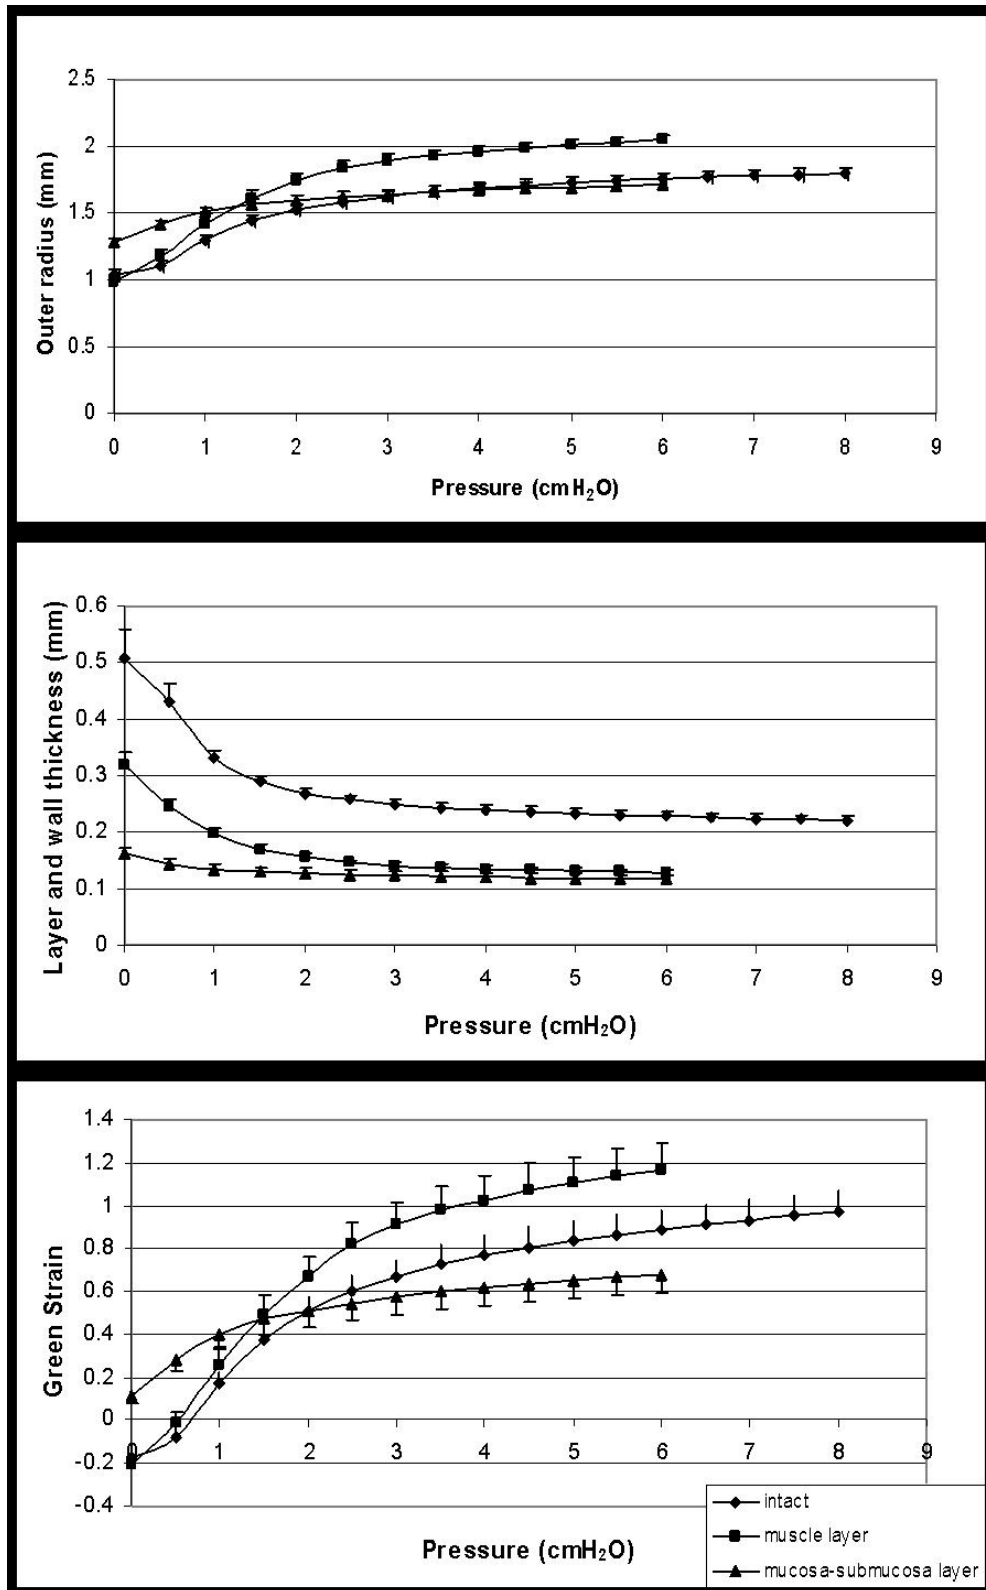 2.5
2
1.5
1
0.5
0
Outer radius (mm)
0 1 2 3 4 5 6 7 8 9
Pressure (cmH₂O)
0.6
0.5
0.4
0.3
0.2
0.1
0
Layer and wall thickness (mm)
0 1 2 3 4 5 6 7 8 9
Pressure (cmH₂O)
1.4
1.2
1
0.8
0.6
0.4
0.2
0
-0.2
-0.4
Green Strain
0 1 2 3 4 5 6 7 8 9
Pressure (cmH₂O)
intact
muscle layer
mucosa-submucosa layer